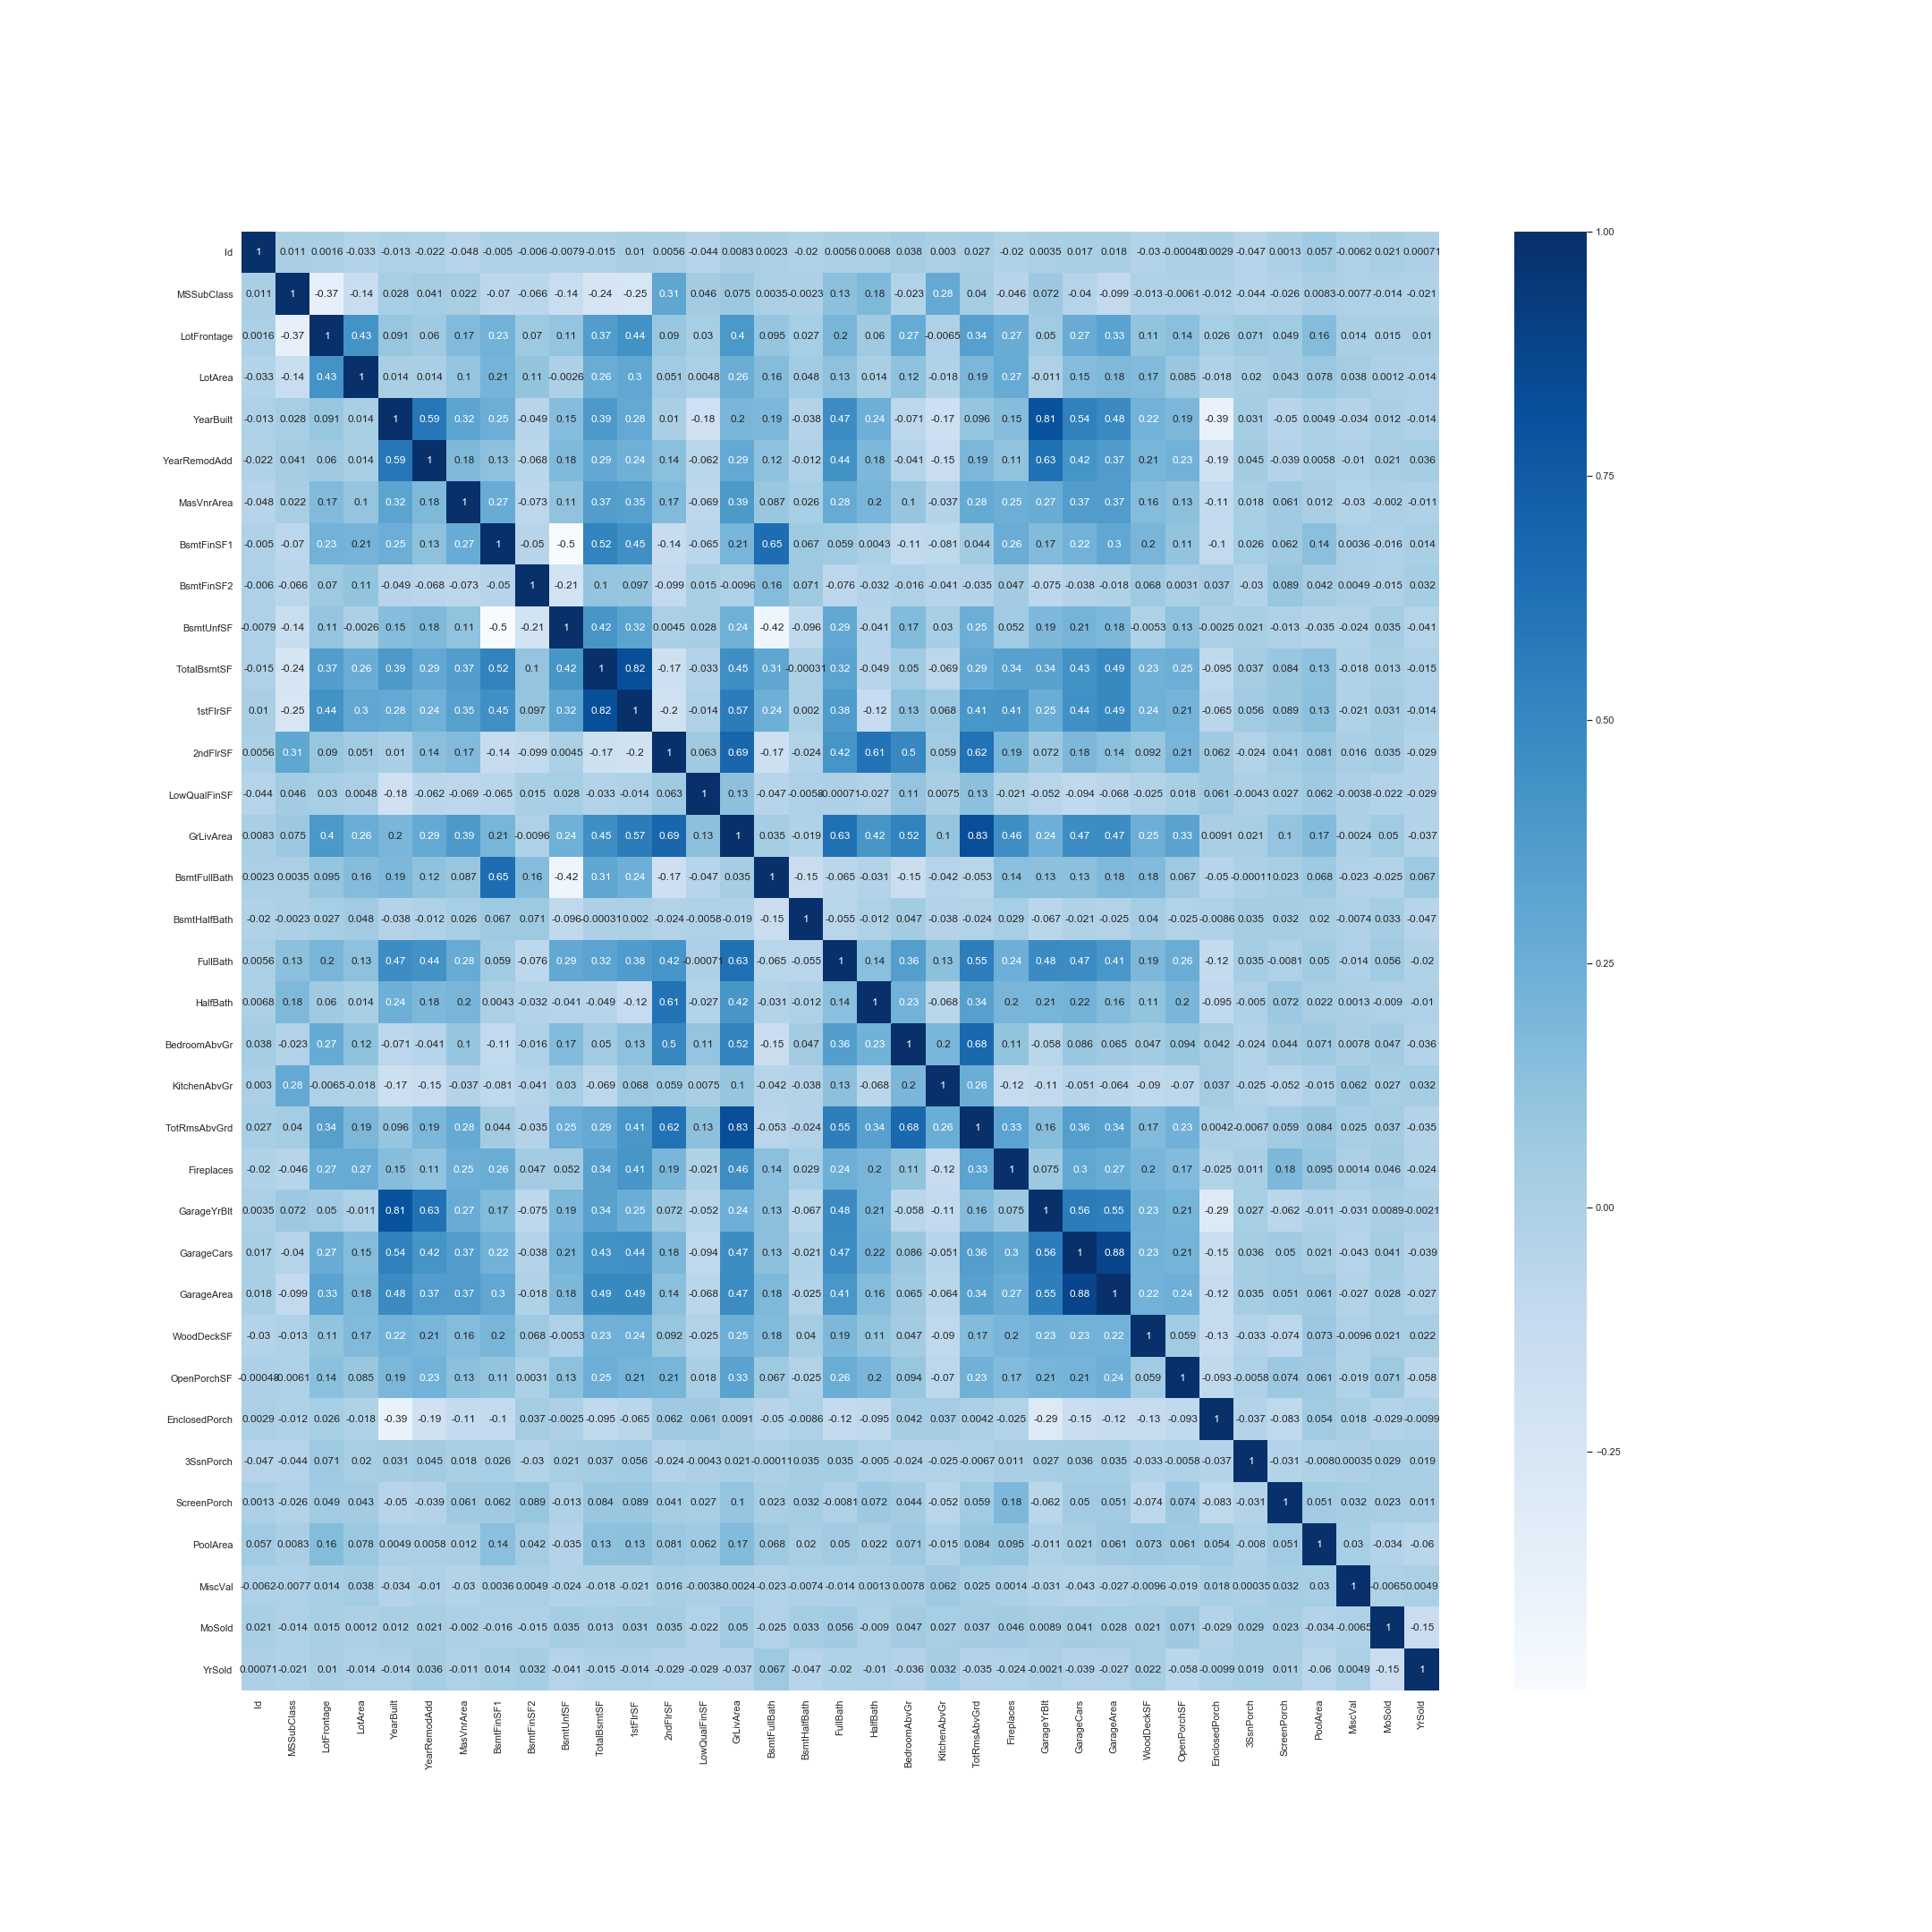 Id 1 0.011 0.0016 -0.033 -0.013 -0.022 -0.048 -0.005 -0.006 -0.0079 -0.015 0.01 0.0056 -0.044 0.0083 0.0023 -0.02 0.0056 0.0068 0.038 0.003 0.027 -0.02 0.0035 0.017 0.018 -0.03 -0.00048 0.0029 -0.047 0.0013 0.057 -0.0062 0.021 0.00071
MSSubClass 0.011 1 -0.37 -0.14 0.028 0.041 0.022 -0.07 -0.066 -0.14 -0.24 -0.25 0.31 0.046 0.075 0.0035 -0.0023 0.13 0.18 -0.023 0.28 0.04 -0.046 0.072 -0.04 -0.099 -0.013 -0.0061 -0.012 -0.044 -0.026 0.0083 -0.0077 -0.014 -0.021
LotFrontage 0.0016 -0.37 1 0.43 0.091 0.06 0.17 0.23 0.07 0.11 0.37 0.44 0.09 0.03 0.4 0.095 0.027 0.2 0.06 0.27 -0.0065 0.34 0.27 0.05 0.27 0.33 0.11 0.14 0.026 0.071 0.049 0.16 0.014 0.015 0.01
LotArea -0.033 -0.14 0.43 1 0.014 0.014 0.1 0.21 0.11 -0.0026 0.26 0.3 0.051 0.0048 0.26 0.16 0.048 0.13 0.014 0.12 -0.018 0.19 0.27 -0.011 0.15 0.18 0.17 0.085 -0.018 0.02 0.043 0.078 0.038 0.0012 -0.014
YearBuilt -0.013 0.028 0.091 0.014 1 0.59 0.32 0.25 -0.049 0.15 0.39 0.28 0.01 -0.18 0.2 0.19 -0.038 0.47 0.24 -0.071 -0.17 0.096 0.15 0.81 0.54 0.48 0.22 0.19 -0.39 0.031 -0.05 0.0049 -0.034 0.012 -0.014
YearRemodAdd -0.022 0.041 0.06 0.014 0.59 1 0.18 0.13 -0.068 0.18 0.29 0.24 0.14 -0.062 0.29 0.12 -0.012 0.44 0.18 -0.041 -0.15 0.19 0.11 0.63 0.42 0.37 0.21 0.23 -0.19 0.045 -0.039 0.0058 -0.01 0.021 0.036
MasVnrArea -0.048 0.022 0.17 0.1 0.32 0.18 1 0.27 -0.073 0.11 0.37 0.35 0.17 -0.069 0.39 0.087 0.026 0.28 0.2 0.1 -0.037 0.28 0.25 0.27 0.37 0.37 0.16 0.13 -0.11 0.018 0.061 0.012 -0.03 -0.002 -0.011
BsmtFinSF1 -0.005 -0.07 0.23 0.21 0.25 0.13 0.27 1 -0.05 -0.5 0.52 0.45 -0.14 -0.065 0.21 0.65 0.067 0.059 0.0043 -0.11 -0.081 0.044 0.26 0.17 0.22 0.3 0.2 0.11 -0.1 0.026 0.062 0.14 0.0036 -0.016 0.014
BsmtFinSF2 -0.006 -0.066 0.07 0.11 -0.049 -0.068 -0.073 -0.05 1 -0.21 0.1 0.097 -0.099 0.015 -0.0096 0.16 0.071 -0.076 -0.032 -0.016 -0.041 -0.035 0.047 -0.075 -0.038 -0.018 0.068 0.0031 0.037 -0.03 0.089 0.042 0.0049 -0.015 0.032
BsmtUnfSF -0.0079 -0.14 0.11 -0.0026 0.15 0.18 0.11 -0.5 -0.21 1 0.42 0.32 0.0045 0.028 0.24 -0.42 -0.096 0.29 -0.041 0.17 0.03 0.25 0.052 0.19 0.21 0.18 -0.0053 0.13 -0.0025 0.021 -0.013 -0.035 -0.024 0.035 -0.041
TotalBsmtSF -0.015 -0.24 0.37 0.26 0.39 0.29 0.37 0.52 0.1 0.42 1 0.82 -0.17 -0.033 0.45 0.31 -0.00031 0.32 -0.049 0.05 -0.069 0.29 0.34 0.34 0.43 0.49 0.23 0.25 -0.095 0.037 0.084 0.13 -0.018 0.013 -0.015
1stFlrSF 0.01 -0.25 0.44 0.3 0.28 0.24 0.35 0.45 0.097 0.32 0.82 1 -0.2 -0.014 0.57 0.24 0.002 0.38 -0.12 0.13 0.068 0.41 0.41 0.25 0.44 0.49 0.24 0.21 -0.065 0.056 0.089 0.13 -0.021 0.031 -0.014
2ndFlrSF 0.0056 0.31 0.09 0.051 0.01 0.14 0.17 -0.14 -0.099 0.0045 -0.17 -0.2 1 0.063 0.69 -0.17 -0.024 0.42 0.61 0.5 0.059 0.62 0.19 0.072 0.18 0.14 0.092 0.21 0.062 -0.024 0.041 0.081 0.016 0.035 -0.029
LowQualFinSF -0.044 0.046 0.03 0.0048 -0.18 -0.062 -0.069 -0.065 0.015 0.028 -0.033 -0.014 0.063 1 0.13 -0.047 -0.0058 -0.00071 -0.027 0.11 0.0075 0.13 -0.021 -0.052 -0.094 -0.068 -0.025 0.018 0.061 -0.0043 0.027 0.062 -0.0038 -0.022 -0.029
GrLivArea 0.0083 0.075 0.4 0.26 0.2 0.29 0.39 0.21 -0.0096 0.24 0.45 0.57 0.69 0.13 1 0.035 -0.019 0.63 0.42 0.52 0.1 0.83 0.46 0.24 0.47 0.47 0.25 0.33 0.0091 0.021 0.1 0.17 -0.0024 0.05 -0.037
BsmtFullBath 0.0023 0.0035 0.095 0.16 0.19 0.12 0.087 0.65 0.16 -0.42 0.31 0.24 -0.17 -0.047 0.035 1 -0.15 -0.065 -0.031 -0.15 -0.042 -0.053 0.14 0.13 0.13 0.18 0.18 0.067 -0.05 -0.00011 0.023 0.068 -0.023 -0.025 0.067
BsmtHalfBath -0.02 -0.0023 0.027 0.048 -0.038 -0.012 0.026 0.067 0.071 -0.096 -0.00031 0.002 -0.024 -0.0058 -0.019 -0.15 1 -0.055 -0.012 0.047 -0.038 -0.024 0.029 -0.067 -0.021 -0.025 0.04 -0.025 -0.0086 0.035 0.032 0.02 -0.0074 0.033 -0.047
FullBath 0.0056 0.13 0.2 0.13 0.47 0.44 0.28 0.059 -0.076 0.29 0.32 0.38 0.42 -0.00071 0.63 -0.065 -0.055 1 0.14 0.36 0.13 0.55 0.24 0.48 0.47 0.41 0.19 0.26 -0.12 0.035 -0.0081 0.05 -0.014 0.056 -0.02
HalfBath 0.0068 0.18 0.06 0.014 0.24 0.18 0.2 0.0043 -0.032 -0.041 -0.049 -0.12 0.61 -0.027 0.42 -0.031 -0.012 0.14 1 0.23 -0.068 0.34 0.2 0.21 0.22 0.16 0.11 0.2 -0.095 -0.005 0.072 0.022 0.0013 -0.009 -0.01
BedroomAbvGr 0.038 -0.023 0.27 0.12 -0.071 -0.041 0.1 -0.11 -0.016 0.17 0.05 0.13 0.5 0.11 0.52 -0.15 0.047 0.36 0.23 1 0.2 0.68 0.11 -0.058 0.086 0.065 0.047 0.094 0.042 -0.024 0.044 0.071 0.0078 0.047 -0.036
KitchenAbvGr 0.003 0.28 -0.0065 -0.018 -0.17 -0.15 -0.037 -0.081 -0.041 0.03 -0.069 0.068 0.059 0.0075 0.1 -0.042 -0.038 0.13 -0.068 0.2 1 0.26 -0.12 -0.11 -0.051 -0.064 -0.09 -0.07 0.037 -0.025 -0.052 -0.015 0.062 0.027 0.032
TotRmsAbvGrd 0.027 0.04 0.34 0.19 0.096 0.19 0.28 0.044 -0.035 0.25 0.29 0.41 0.62 0.13 0.83 -0.053 -0.024 0.55 0.34 0.68 0.26 1 0.33 0.16 0.36 0.34 0.17 0.23 0.0042 -0.0067 0.059 0.084 0.025 0.037 -0.035
Fireplaces -0.02 -0.046 0.27 0.27 0.15 0.11 0.25 0.26 0.047 0.052 0.34 0.41 0.19 -0.021 0.46 0.14 0.029 0.24 0.2 0.11 -0.12 0.33 1 0.075 0.3 0.27 0.2 0.17 -0.025 0.011 0.18 0.095 0.0014 0.046 -0.024
GarageYrBlt 0.0035 0.072 0.05 -0.011 0.81 0.63 0.27 0.17 -0.075 0.19 0.34 0.25 0.072 -0.052 0.24 0.13 -0.067 0.48 0.21 -0.058 -0.11 0.16 0.075 1 0.56 0.55 0.23 0.21 -0.29 0.027 -0.062 -0.011 -0.031 0.0089 -0.0021
GarageCars 0.017 -0.04 0.27 0.15 0.54 0.42 0.37 0.22 -0.038 0.21 0.43 0.44 0.18 -0.094 0.47 0.13 -0.021 0.47 0.22 0.086 -0.051 0.36 0.3 0.56 1 0.88 0.23 0.21 -0.15 0.036 0.05 0.021 -0.043 0.041 -0.039
GarageArea 0.018 -0.099 0.33 0.18 0.48 0.37 0.37 0.3 -0.018 0.18 0.49 0.49 0.14 -0.068 0.47 0.18 -0.025 0.41 0.16 0.065 -0.064 0.34 0.27 0.55 0.88 1 0.22 0.24 -0.12 0.035 0.051 0.061 -0.027 0.028 -0.027
WoodDeckSF -0.03 -0.013 0.11 0.17 0.22 0.21 0.16 0.2 0.068 -0.0053 0.23 0.24 0.092 -0.025 0.25 0.18 0.04 0.19 0.11 0.047 -0.09 0.17 0.2 0.23 0.23 0.22 1 0.059 -0.13 -0.033 -0.074 0.073 -0.0096 0.021 0.022
OpenPorchSF -0.00048 -0.0061 0.14 0.085 0.19 0.23 0.13 0.11 0.0031 0.13 0.25 0.21 0.21 0.018 0.33 0.067 -0.025 0.26 0.2 0.094 -0.07 0.23 0.17 0.21 0.21 0.24 0.059 1 -0.093 -0.0058 0.074 0.061 -0.019 0.071 -0.058
EnclosedPorch 0.0029 -0.012 0.026 -0.018 -0.39 -0.19 -0.11 -0.1 0.037 -0.0025 -0.095 -0.065 0.062 0.061 0.0091 -0.05 -0.0086 -0.12 -0.095 0.042 0.037 0.0042 -0.025 -0.29 -0.15 -0.12 -0.13 -0.093 1 -0.037 -0.083 0.054 0.018 -0.029 -0.0099
3SsnPorch -0.047 -0.044 0.071 0.02 0.031 0.045 0.018 0.026 -0.03 0.021 0.037 0.056 -0.024 -0.0043 0.021 -0.00011 0.035 0.035 -0.005 -0.024 -0.025 -0.0067 0.011 0.027 0.036 0.035 -0.033 -0.0058 -0.037 1 -0.031 -0.008 0.00035 0.029 0.019
ScreenPorch 0.0013 -0.026 0.049 0.043 -0.05 -0.039 0.061 0.062 0.089 -0.013 0.084 0.089 0.041 0.027 0.1 0.023 0.032 -0.0081 0.072 0.044 -0.052 0.059 0.18 -0.062 0.05 0.051 -0.074 0.074 -0.083 -0.031 1 0.051 0.032 0.023 0.011
PoolArea 0.057 0.0083 0.16 0.078 0.0049 0.0058 0.012 0.14 0.042 -0.035 0.13 0.13 0.081 0.062 0.17 0.068 0.02 0.05 0.022 0.071 -0.015 0.084 0.095 -0.011 0.021 0.061 0.073 0.061 0.054 -0.008 0.051 1 0.03 -0.034 -0.06
MiscVal -0.0062 -0.0077 0.014 0.038 -0.034 -0.01 -0.03 0.0036 0.0049 -0.024 -0.018 -0.021 0.016 -0.0038 -0.0024 -0.023 -0.0074 -0.014 0.0013 0.0078 0.062 0.025 0.0014 -0.031 -0.043 -0.027 -0.0096 -0.019 0.018 0.00035 0.032 0.03 1 -0.0065 0.0049
MoSold 0.021 -0.014 0.015 0.0012 0.012 0.021 -0.002 -0.016 -0.015 0.035 0.013 0.031 0.035 -0.022 0.05 -0.025 0.033 0.056 -0.009 0.047 0.027 0.037 0.046 0.0089 0.041 0.028 0.021 0.071 -0.029 0.029 0.023 -0.034 -0.0065 1 -0.15
YrSold 0.00071 -0.021 0.01 -0.014 -0.014 0.036 -0.011 0.014 0.032 -0.041 -0.015 -0.014 -0.029 -0.029 -0.037 0.067 -0.047 -0.02 -0.01 -0.036 0.032 -0.035 -0.024 -0.0021 -0.039 -0.027 0.022 -0.058 -0.0099 0.019 0.011 -0.06 0.0049 -0.15 1
Id MSSubClass LotFrontage LotArea YearBuilt YearRemodAdd MasVnrArea BsmtFinSF1 BsmtFinSF2 BsmtUnfSF TotalBsmtSF 1stFlrSF 2ndFlrSF LowQualFinSF GrLivArea BsmtFullBath BsmtHalfBath FullBath HalfBath BedroomAbvGr KitchenAbvGr TotRmsAbvGrd Fireplaces GarageYrBlt GarageCars GarageArea WoodDeckSF OpenPorchSF EnclosedPorch 3SsnPorch ScreenPorch PoolArea MiscVal MoSold YrSold
1.00
0.75
0.50
0.25
0.00
−0.25